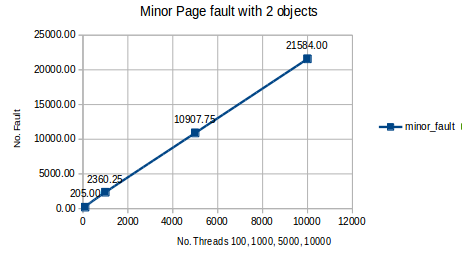 Minor Page fault with 2 objects
25000.00
20000.00
15000.00
10000.00
5000.00
0.00
No. Fault
21584.00
10907.75
2360.25
205.00
0 2000 4000 6000 8000 10000 12000
No. Threads 100, 1000, 5000, 10000
minor_fault